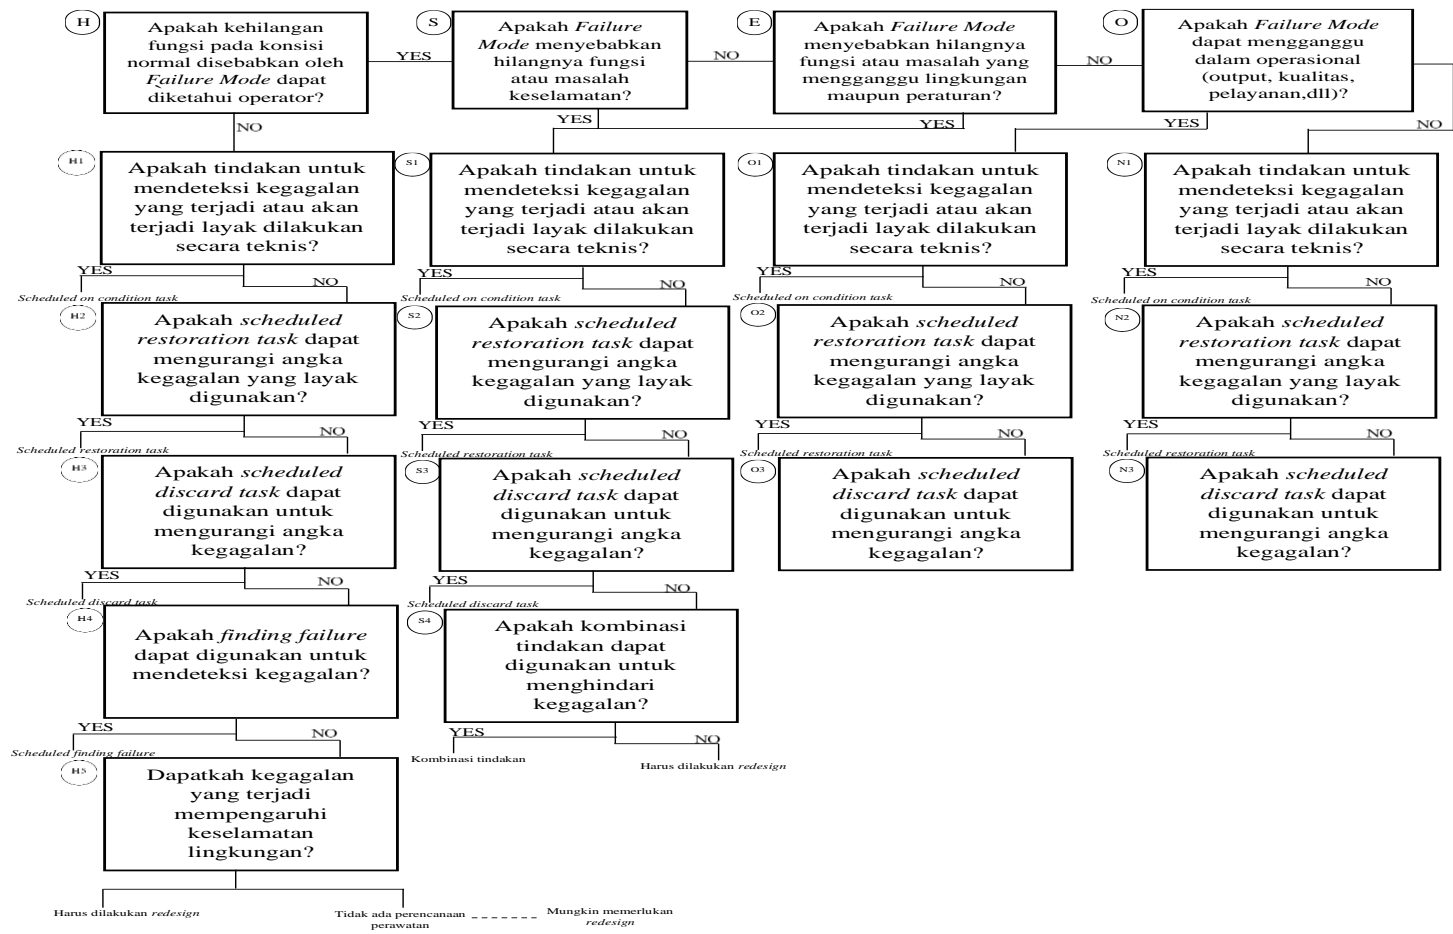 H
Apakah kehilangan
fungsi pada konsisi
normal disebabkan oleh
Failure Mode dapat
diketahui operator?
YES
NO
S
Apakah Failure
Mode menyebabkan
hilangnya fungsi
atau masalah
keselamatan?
NO
YES
E
Apakah Failure Mode
menyebabkan hilangnya
fungsi atau masalah yang
mengganggu lingkungan
maupun peraturan?
NO
YES
O
Apakah Failure Mode
dapat mengganggu
dalam operasional
(output, kualitas,
pelayanan,dll)?
YES
NO
H1
Apakah tindakan untuk
mendeteksi kegagalan
yang terjadi atau akan
terjadi layak dilakukan
secara teknis?
YES
NO
Scheduled on condition task
S1
Apakah tindakan untuk
mendeteksi kegagalan
yang terjadi atau akan
terjadi layak dilakukan
secara teknis?
YES
NO
Scheduled on condition task
O1
Apakah tindakan untuk
mendeteksi kegagalan
yang terjadi atau akan
terjadi layak dilakukan
secara teknis?
YES
NO
Scheduled on condition task
N1
Apakah tindakan untuk
mendeteksi kegagalan
yang terjadi atau akan
terjadi layak dilakukan
secara teknis?
YES
NO
Scheduled on condition task
H2
Apakah scheduled
restoration task dapat
mengurangi angka
kegagalan yang layak
digunakan?
YES
NO
Scheduled restoration task
S2
Apakah scheduled
restoration task dapat
mengurangi angka
kegagalan yang layak
digunakan?
YES
NO
Scheduled restoration task
O2
Apakah scheduled
restoration task dapat
mengurangi angka
kegagalan yang layak
digunakan?
YES
NO
Scheduled restoration task
N2
Apakah scheduled
restoration task dapat
mengurangi angka
kegagalan yang layak
digunakan?
YES
NO
Scheduled restoration task
H3
Apakah scheduled
discard task dapat
digunakan untuk
mengurangi angka
kegagalan?
YES
NO
Scheduled discard task
S3
Apakah scheduled
discard task dapat
digunakan untuk
mengurangi angka
kegagalan?
YES
NO
Scheduled discard task
O3
Apakah scheduled
discard task dapat
digunakan untuk
mengurangi angka
kegagalan?
N3
Apakah scheduled
discard task dapat
digunakan untuk
mengurangi angka
kegagalan?
H4
Apakah finding failure
dapat digunakan untuk
mendeteksi kegagalan?
YES
NO
Scheduled finding failure
S4
Apakah kombinasi
tindakan dapat
digunakan untuk
menghindari
kegagalan?
YES
NO
Kombinasi tindakan
Harus dilakukan redesign
H5
Dapatkah kegagalan
yang terjadi
mempengaruhi
keselamatan
lingkungan?
Harus dilakukan redesign
Tidak ada perencanaan
perawatan
Mungkin memerlukan
redesign